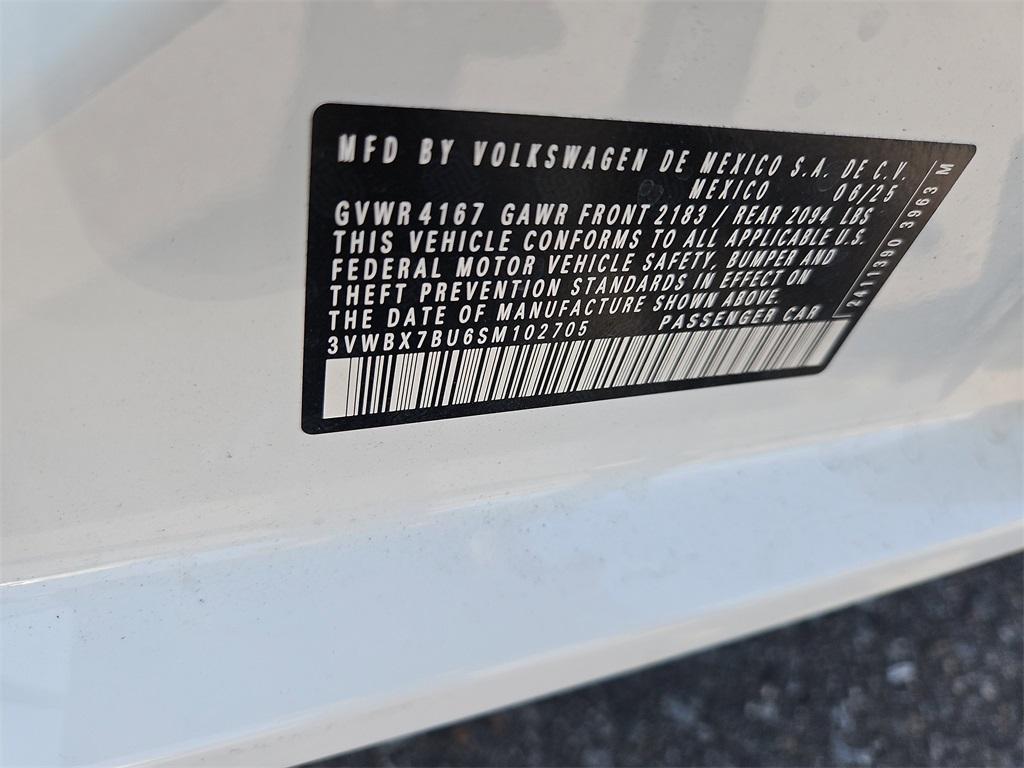 MFD BY VOLKSWAGEN DE MEXICO S.A. DE C.V.
MEXICO 06/25
GVWR 4167 GAWR FRONT 2183 / REAR 2094 LBS
THIS VEHICLE CONFORMS TO ALL APPLICABLE U.S.
FEDERAL MOTOR VEHICLE SAFETY, BUMPER AND
THEFT PREVENTION STANDARDS IN EFFECT ON
THE DATE OF MANUFACTURE SHOWN ABOVE.
3VWBX7BU6SM102705 PASSENGER CAR
2411390 3963 M